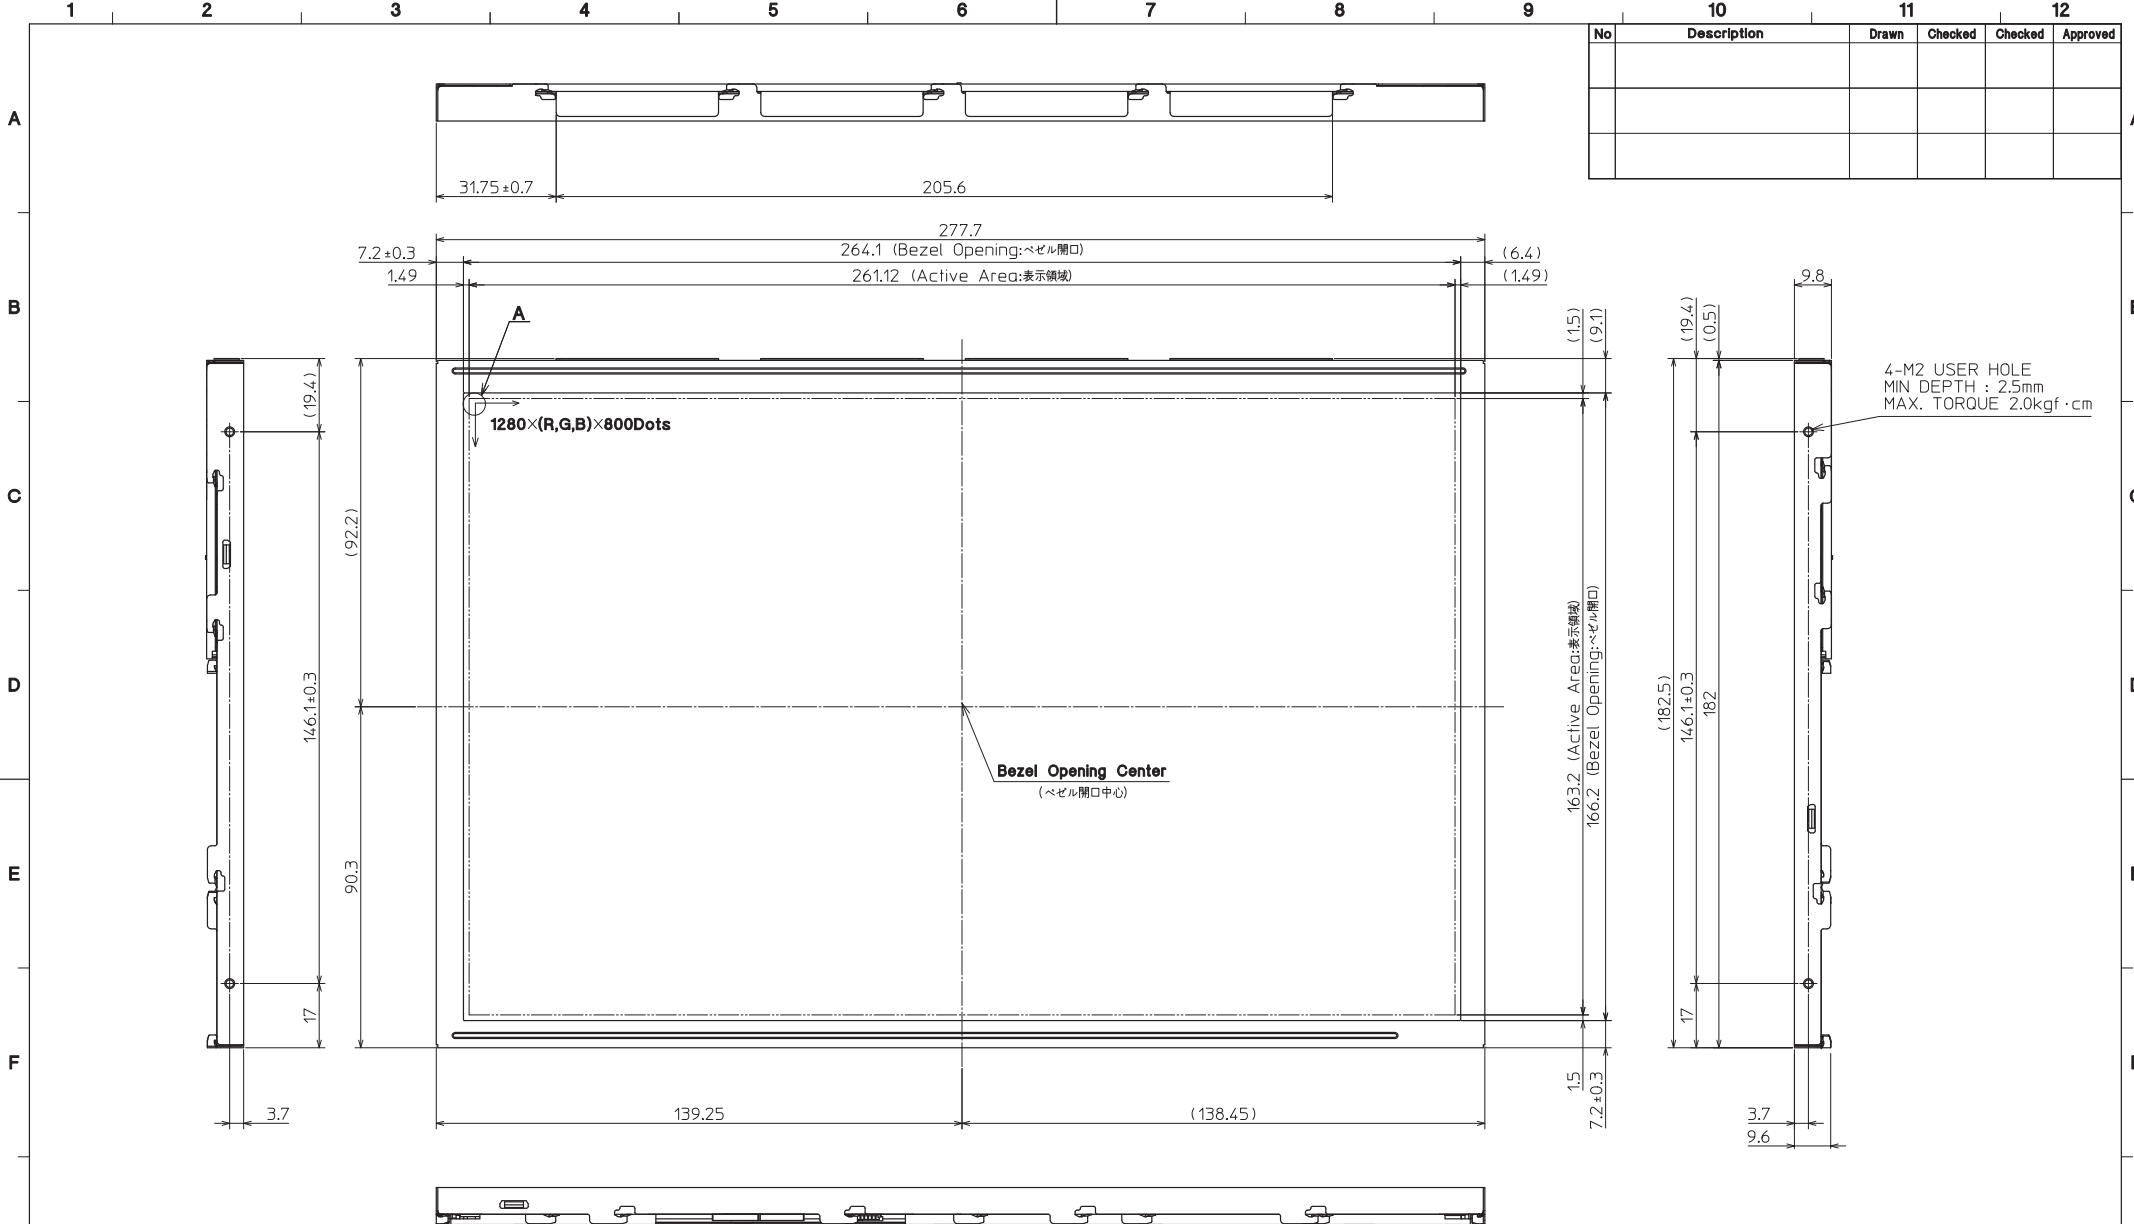 1 2 3 4 5 6 7 8 9 10 11 12
No Description Drawn Checked Checked Approved
A
31.75±0.7
205.6
277.7
7.2±0.3
264.1 (Bezel Opening:ベゼル開口)
(6.4)
1.49
261.12 (Active Area:表示領域)
(1.49)
9.8
B
A
(1.5)
(9.1)
(19.4)
(0.5)
4-M2 USER HOLE
MIN DEPTH : 2.5mm
MAX. TORQUE 2.0kgf·cm
(19.4)
1280×(R,G,B)×800Dots
C
(92.2)
163.2 (Active Area:表示領域)
166.2 (Bezel Opening:ベゼル開口)
D
146.1±0.3
(182.5)
146.1±0.3
182
Bezel Opening Center
(ベゼル開口中心)
E
90.3
17
17
F
1.5
7.2±0.3
3.7
139.25
(138.45)
3.7
9.6